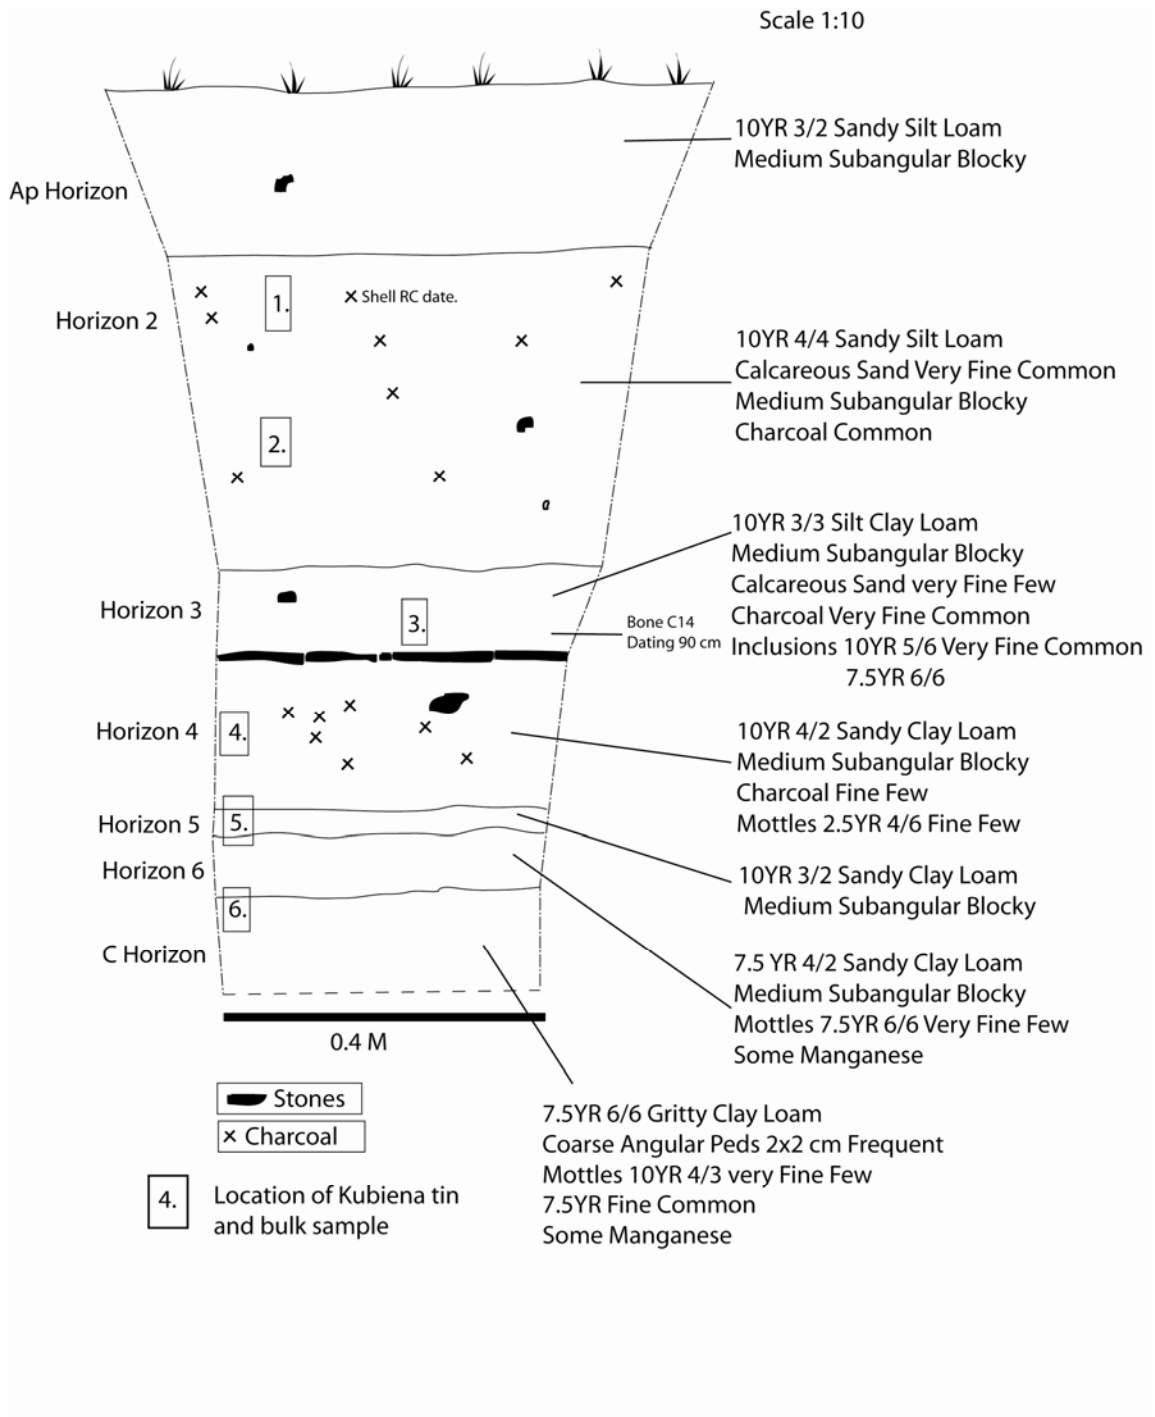 Scale 1:10
10YR 3/2 Sandy Silt Loam
Medium Subangular Blocky
Ap Horizon
1.
Shell RC date.
Horizon 2
10YR 4/4 Sandy Silt Loam
Calcareous Sand Very Fine Common
Medium Subangular Blocky
Charcoal Common
2.
10YR 3/3 Silt Clay Loam
Medium Subangular Blocky
Calcareous Sand very Fine Few
Charcoal Very Fine Common
Inclusions 10YR 5/6 Very Fine Common
7.5YR 6/6
Horizon 3
3.
Bone C14
Dating 90 cm
Horizon 4
4.
10YR 4/2 Sandy Clay Loam
Medium Subangular Blocky
Charcoal Fine Few
Mottles 2.5YR 4/6 Fine Few
Horizon 5
5.
10YR 3/2 Sandy Clay Loam
Medium Subangular Blocky
Horizon 6
6.
7.5 YR 4/2 Sandy Clay Loam
Medium Subangular Blocky
Mottles 7.5YR 6/6 Very Fine Few
Some Manganese
C Horizon
0.4 M
Stones
Charcoal
7.5YR 6/6 Gritty Clay Loam
Coarse Angular Peds 2x2 cm Frequent
Mottles 10YR 4/3 very Fine Few
7.5YR Fine Common
Some Manganese
4.
Location of Kubiena tin
and bulk sample